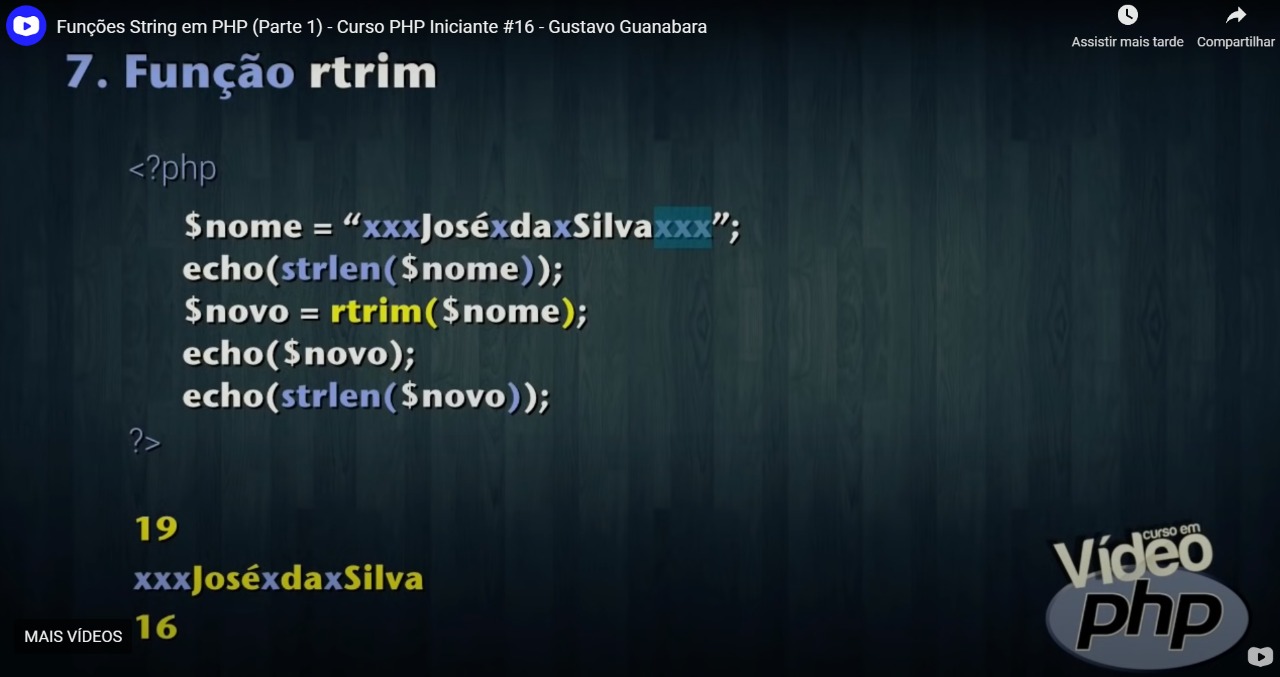 Funções String em PHP (Parte 1) - Curso PHP Iniciante #16 - Gustavo Guanabara
Assistir mais tarde
Compartilhar
7. Função rtrim
<?php
$nome = “xxxJoséxdaxSilvaxxx”;
echo(strlen($nome));
$novo = rtrim($nome);
echo($novo);
echo(strlen($novo));
?>
19
xxxJoséxdaxSilva
16
MAIS VÍDEOS
curso em
Vídeo
php